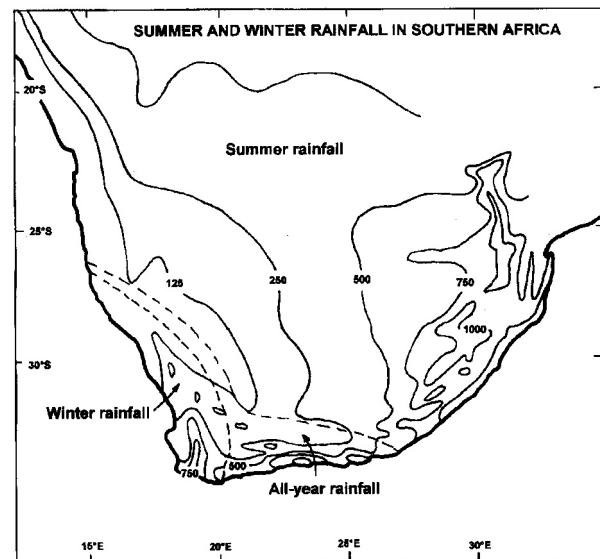 SUMMER AND WINTER RAINFALL IN SOUTHERN AFRICA
20°S
Summer rainfall
25°S
125
250
500
750
1000
30°S
Winter rainfall
750
500
All-year rainfall
15°E
20°E
25°E
30°E